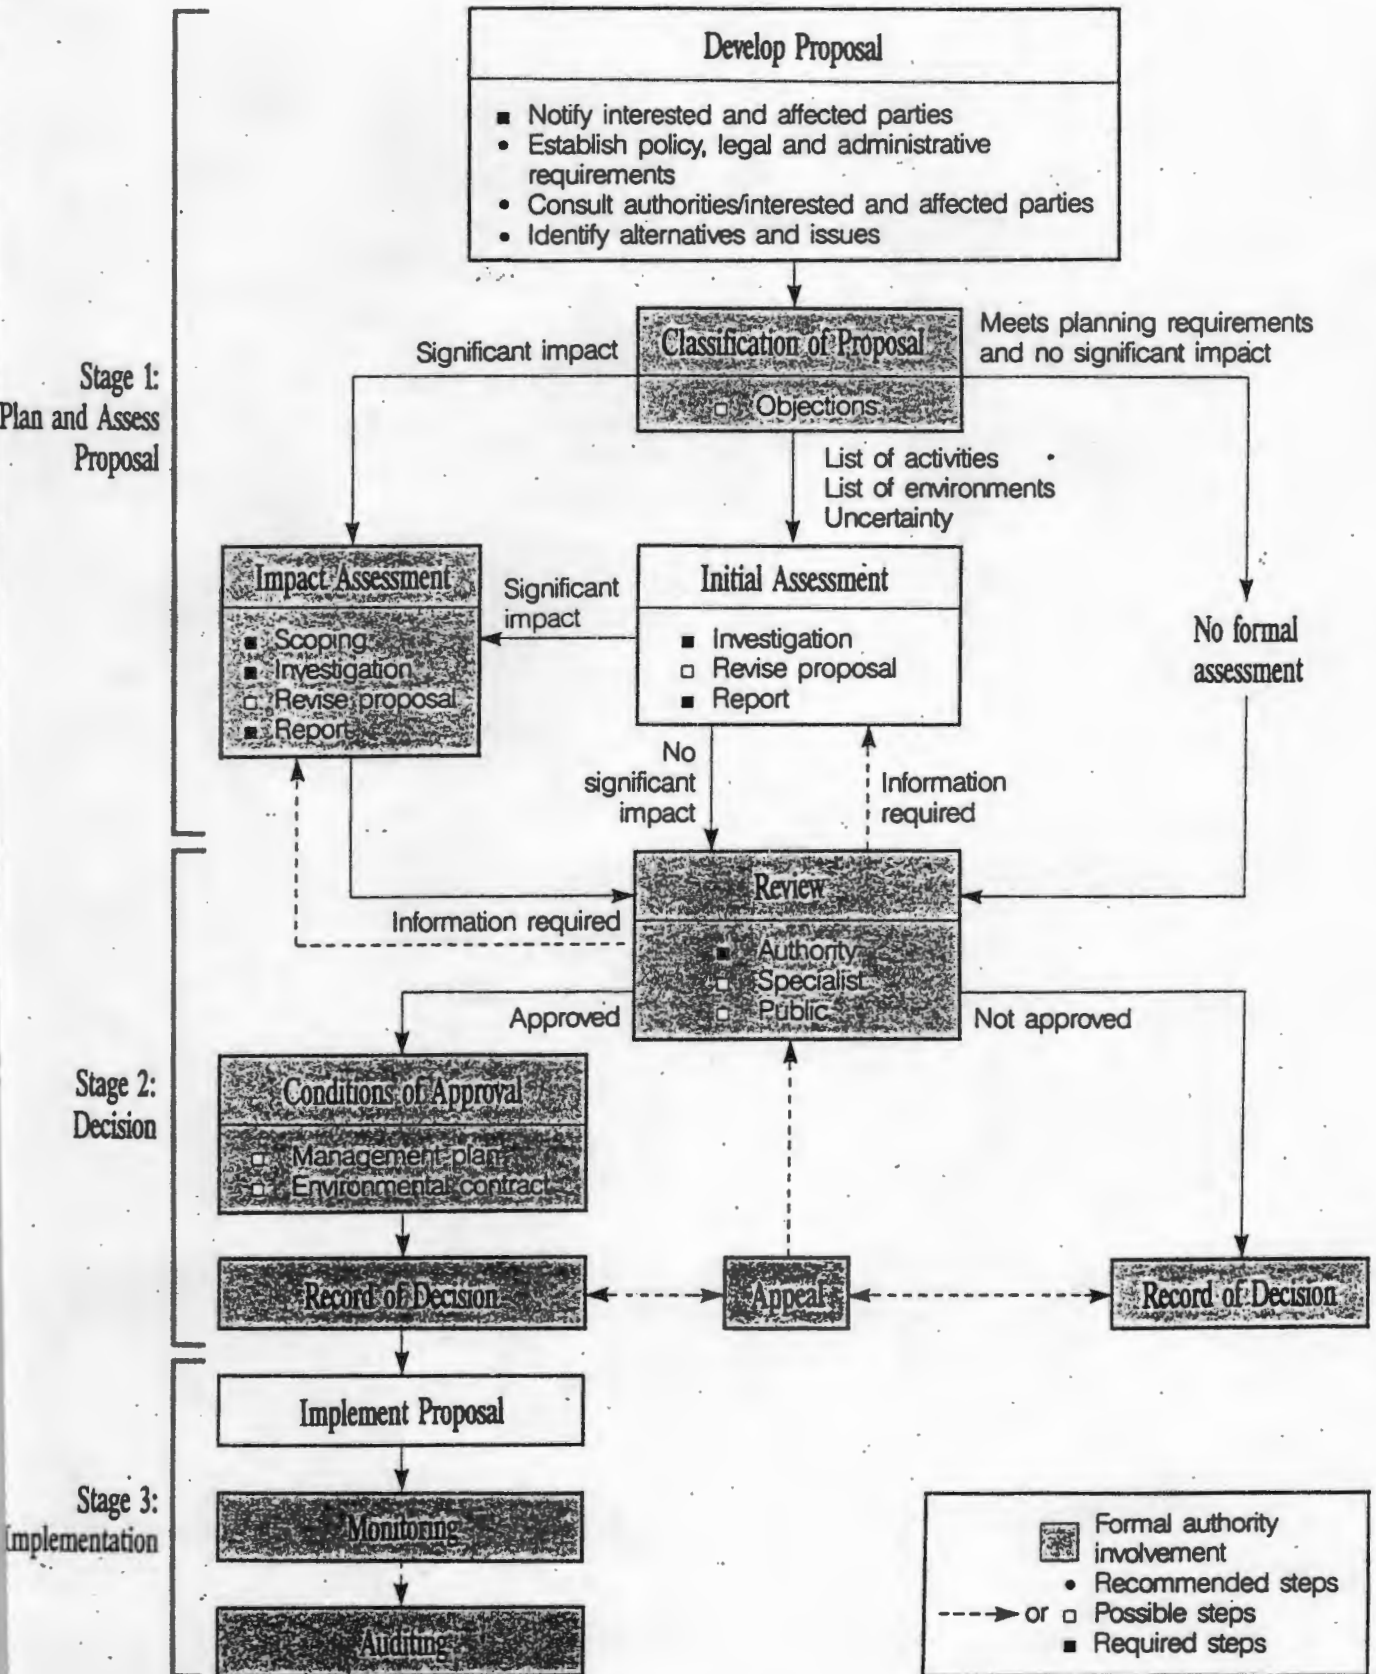 Develop Proposal
■ Notify interested and affected parties
• Establish policy, legal and administrative
requirements
• Consult authorities/interested and affected parties
• Identify alternatives and issues
Stage 1:
Plan and Assess
Proposal
Significant impact
Classification of Proposal
□ Objections
Meets planning requirements
and no significant impact
List of activities
List of environments
Uncertainty
Impact Assessment
■ Scoping
■ Investigation
□ Revise proposal
■ Report
Significant
impact
Initial Assessment
■ Investigation
□ Revise proposal
■ Report
No formal
assessment
No
significant
impact
Information
required
Review
■ Authority
□ Specialist
□ Public
Information required
Approved
Not approved
Stage 2:
Decision
Conditions of Approval
□ Management plan
□ Environmental contract
Record of Decision
Appeal
Record of Decision
Implement Proposal
Stage 3:
Implementation
Monitoring
Auditing
Formal authority
involvement
• Recommended steps
or □ Possible steps
■ Required steps